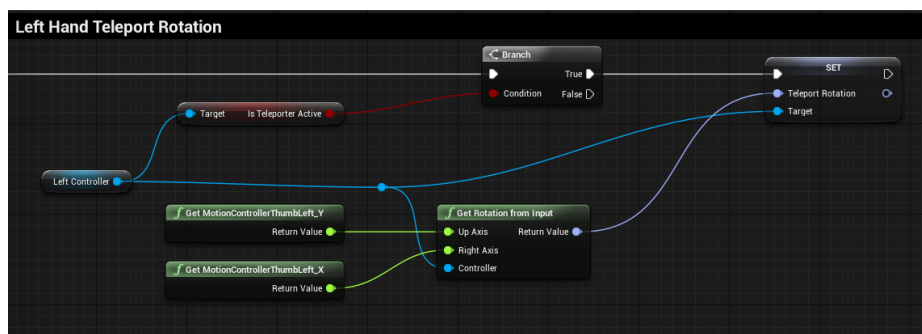 Left Hand Teleport Rotation
Branch
True
Condition
False
SET
Teleport Rotation
Target
Target
Is Teleporter Active
Left Controller
f Get MotionControllerThumbLeft_Y
Return Value
f Get MotionControllerThumbLeft_X
Return Value
f Get Rotation from Input
Up Axis
Return Value
Right Axis
Controller